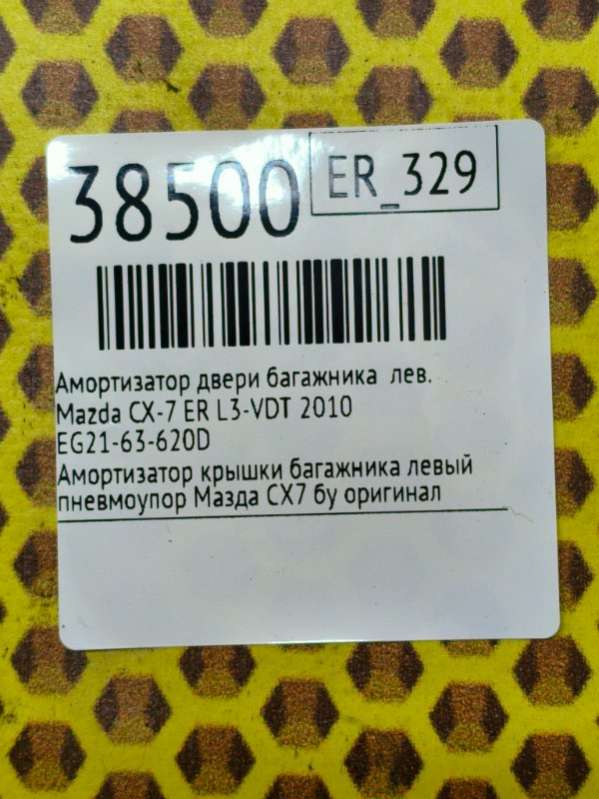 38500
ER_329
Амортизатор двери багажника лев.
Mazda CX-7 ER L3-VDT 2010
EG21-63-620D
Амортизатор крышки багажника левый
пневмоупор Мазда СХ7 бу оригинал